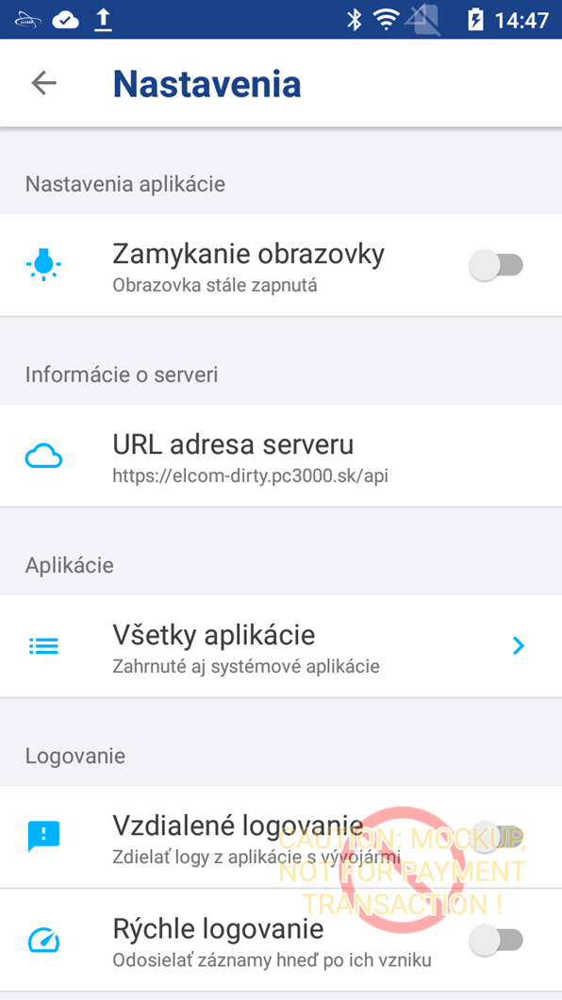 14:47
Nastavenia
Nastavenia aplikácie
Zamykanie obrazovky
Obrazovka stále zapnutá
Informácie o serveri
URL adresa serveru
https://elcom-dirty.pc3000.sk/api
Aplikácie
Všetky aplikácie
Zahrnuté aj systémové aplikácie
Logovanie
Vzdialené logovanie
Zdielať logy z aplikácie s vývojármi
CAUTION: MOCKUP,
NOT FOR PAYMENT
TRANSACTION !
Rýchle logovanie
Odosielať záznamy hneď po ich vzniku